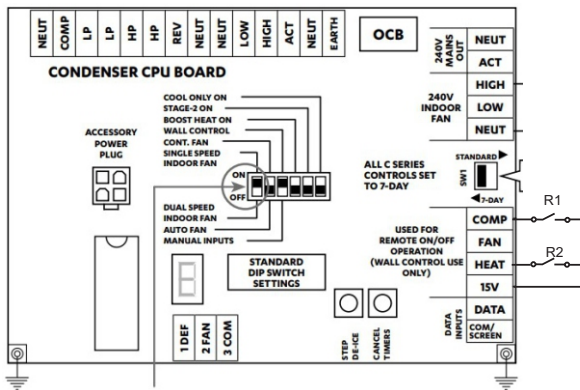 NEUT
COMP
LP
LP
HP
HP
REV
NEUT
NEUT
LOW
HIGH
ACT
NEUT
EARTH
OCB
240V
MAINS
OUT
NEUT
ACT
CONDENSER CPU BOARD
240V
INDOOR
FAN
HIGH
LOW
NEUT
COOL ONLY ON
STAGE-2 ON
BOOST HEAT ON
WALL CONTROL
CONT. FAN
SINGLE SPEED
INDOOR FAN
ACCESSORY
POWER
PLUG
ON
OFF
ALL C SERIES
CONTROLS SET
TO 7-DAY
STANDARD
SW1
7-DAY
DUAL SPEED
INDOOR FAN
AUTO FAN
MANUAL INPUTS
USED FOR
REMOTE ON/OFF
OPERATION
(WALL CONTROL USE
ONLY)
COMP
R1
FAN
HEAT
R2
15V
STANDARD
DIP SWITCH
SETTINGS
DATA
INPUTS
DATA
COM/
SCREEN
1 DEF
2 FAN
3 COM
STEP
DE-ICE
CANCEL
TIMERS